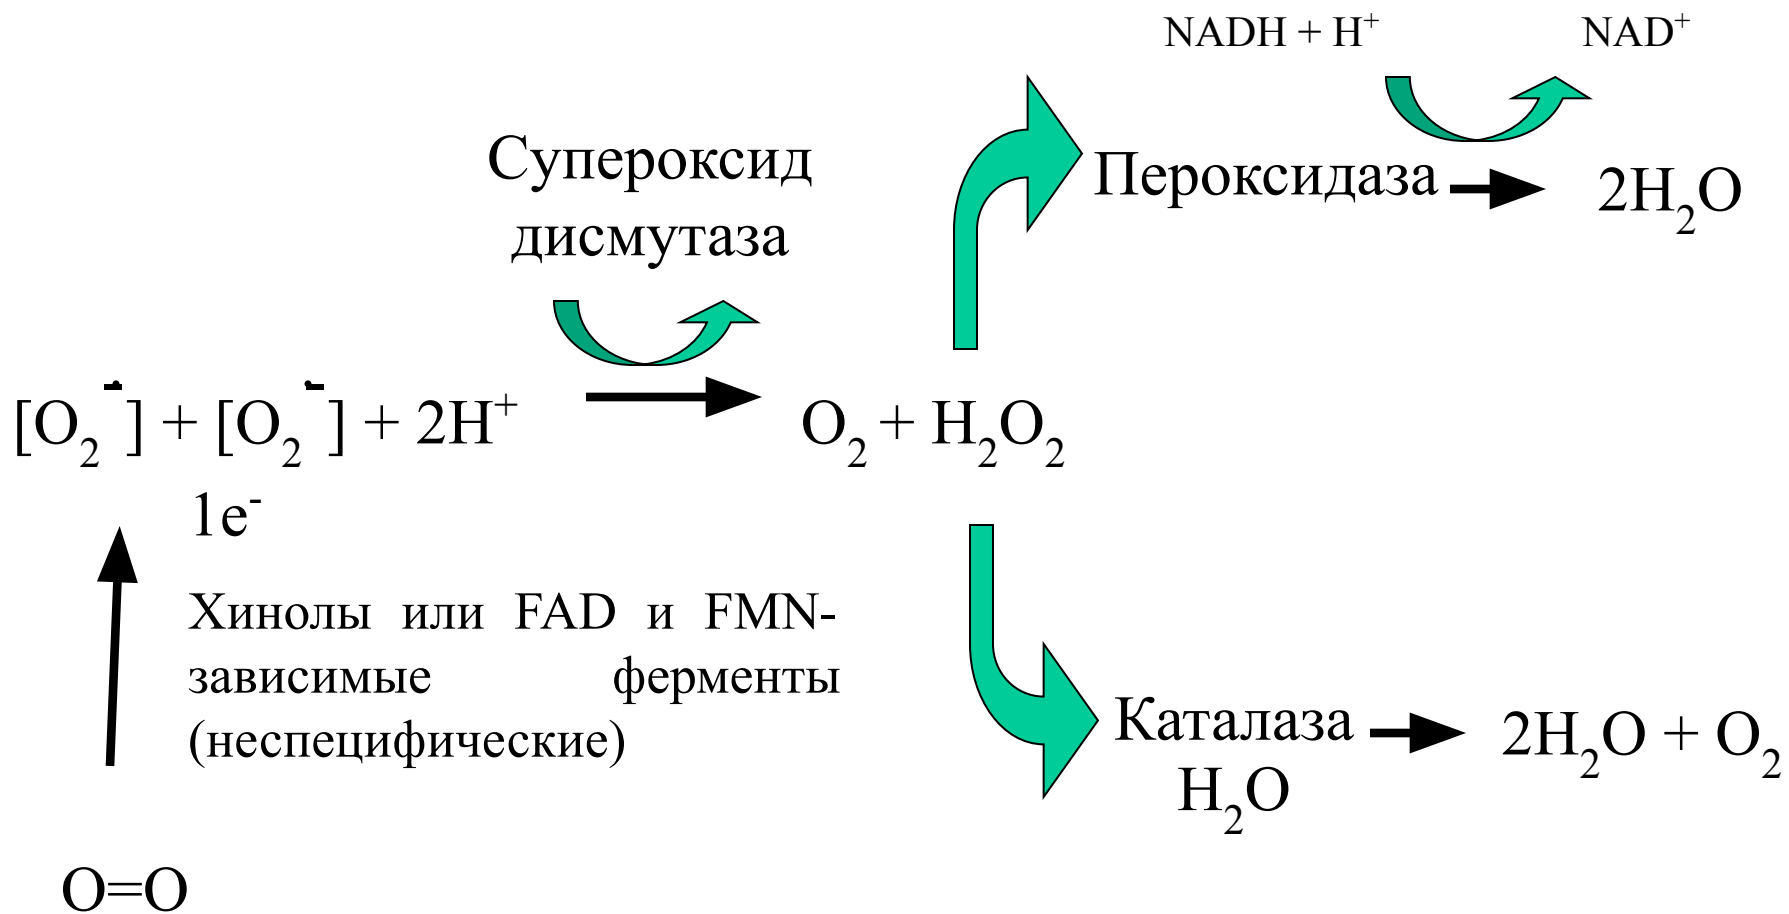 NADH + H⁺
NAD⁺
Супероксид
дисмутаза
Пероксидаза
2H₂O
[O₂⁻˙] + [O₂˙⁻] + 2H⁺
O₂ + H₂O₂
1e⁻
Хинолы или FAD и FMN-
зависимые ферменты
(неспецифические)
Каталаза
H₂O
2H₂O + O₂
O=O